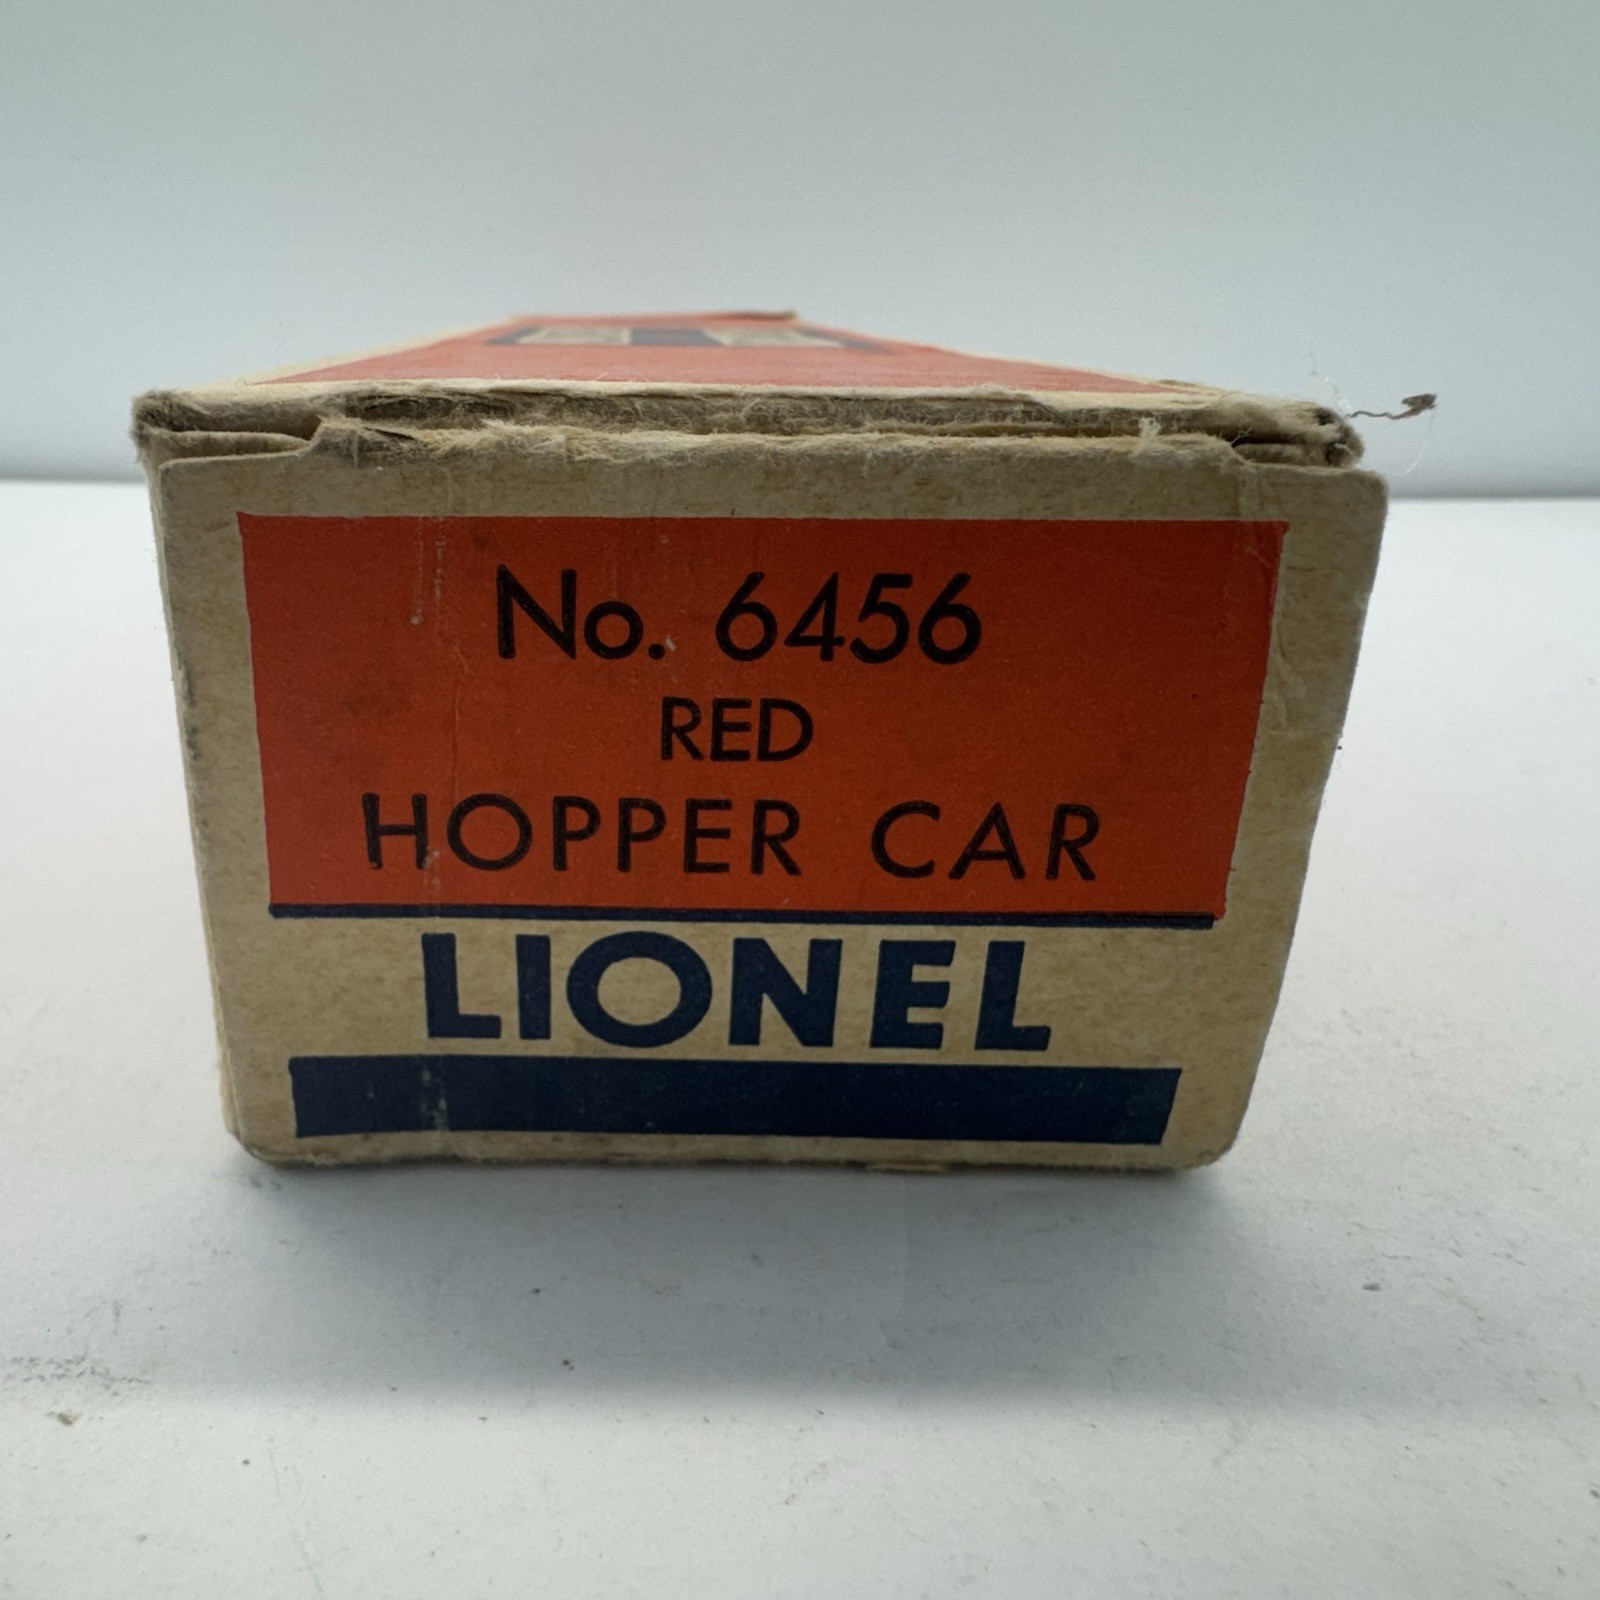 No. 6456
RED
HOPPER CAR
LIONEL